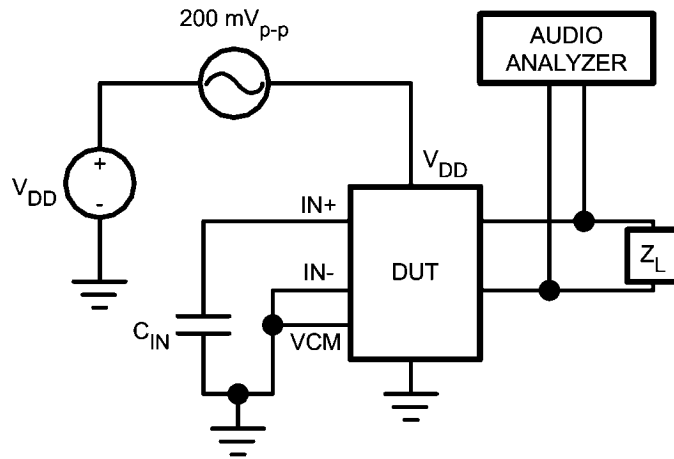 200 mVp-p
AUDIO
ANALYZER
+
VDD
-
VDD
IN+
IN-
DUT
ZL
CIN
VCM